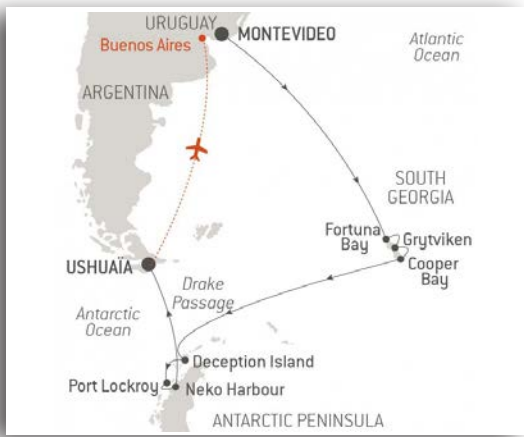 URUGUAY
MONTEVIDEO
Buenos Aires
Atlantic
Ocean
ARGENTINA
SOUTH
GEORGIA
Fortuna
Bay
Grytviken
Cooper
Bay
USHUAÏA
Drake
Passage
Antarctic
Ocean
Deception Island
Port Lockroy
Neko Harbour
ANTARCTIC PENINSULA